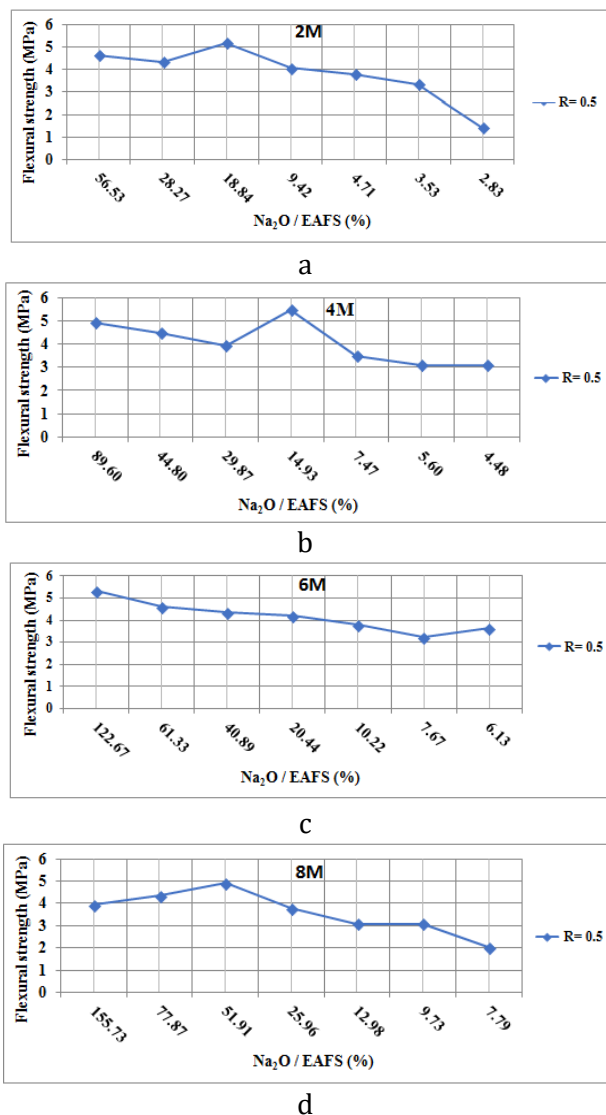 2M
Flexural strength (MPa)
6
5
4
3
2
1
0
R= 0.5
56.53 28.27 18.84 9.42 4.71 3.53 2.83
Na₂O / EAFS (%)
a
4M
Flexural strength (MPa)
6
5
4
3
2
1
0
R= 0.5
89.60 44.80 29.87 14.93 7.47 5.60 4.48
Na₂O / EAFS (%)
b
6M
Flexural strength (MPa)
6
5
4
3
2
1
0
R= 0.5
122.67 61.33 40.89 20.44 10.22 7.67 6.13
Na₂O / EAFS (%)
c
8M
Flexural strength (MPa)
6
5
4
3
2
1
0
R= 0.5
155.73 77.87 51.91 25.96 12.98 9.73 7.79
Na₂O / EAFS (%)
d